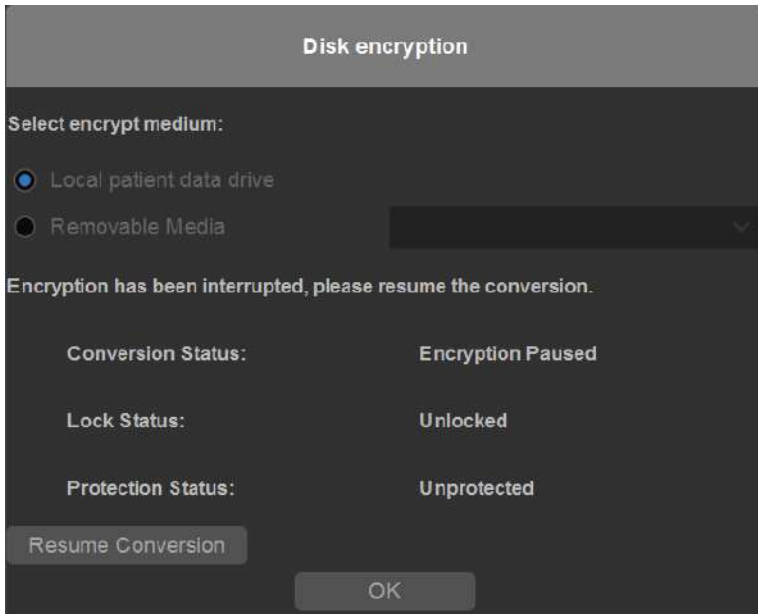 Disk encryption
Select encrypt medium:
Local patient data drive
Removable Media
Encryption has been interrupted, please resume the conversion.
Conversion Status: Encryption Paused
Lock Status: Unlocked
Protection Status: Unprotected
Resume Conversion
OK